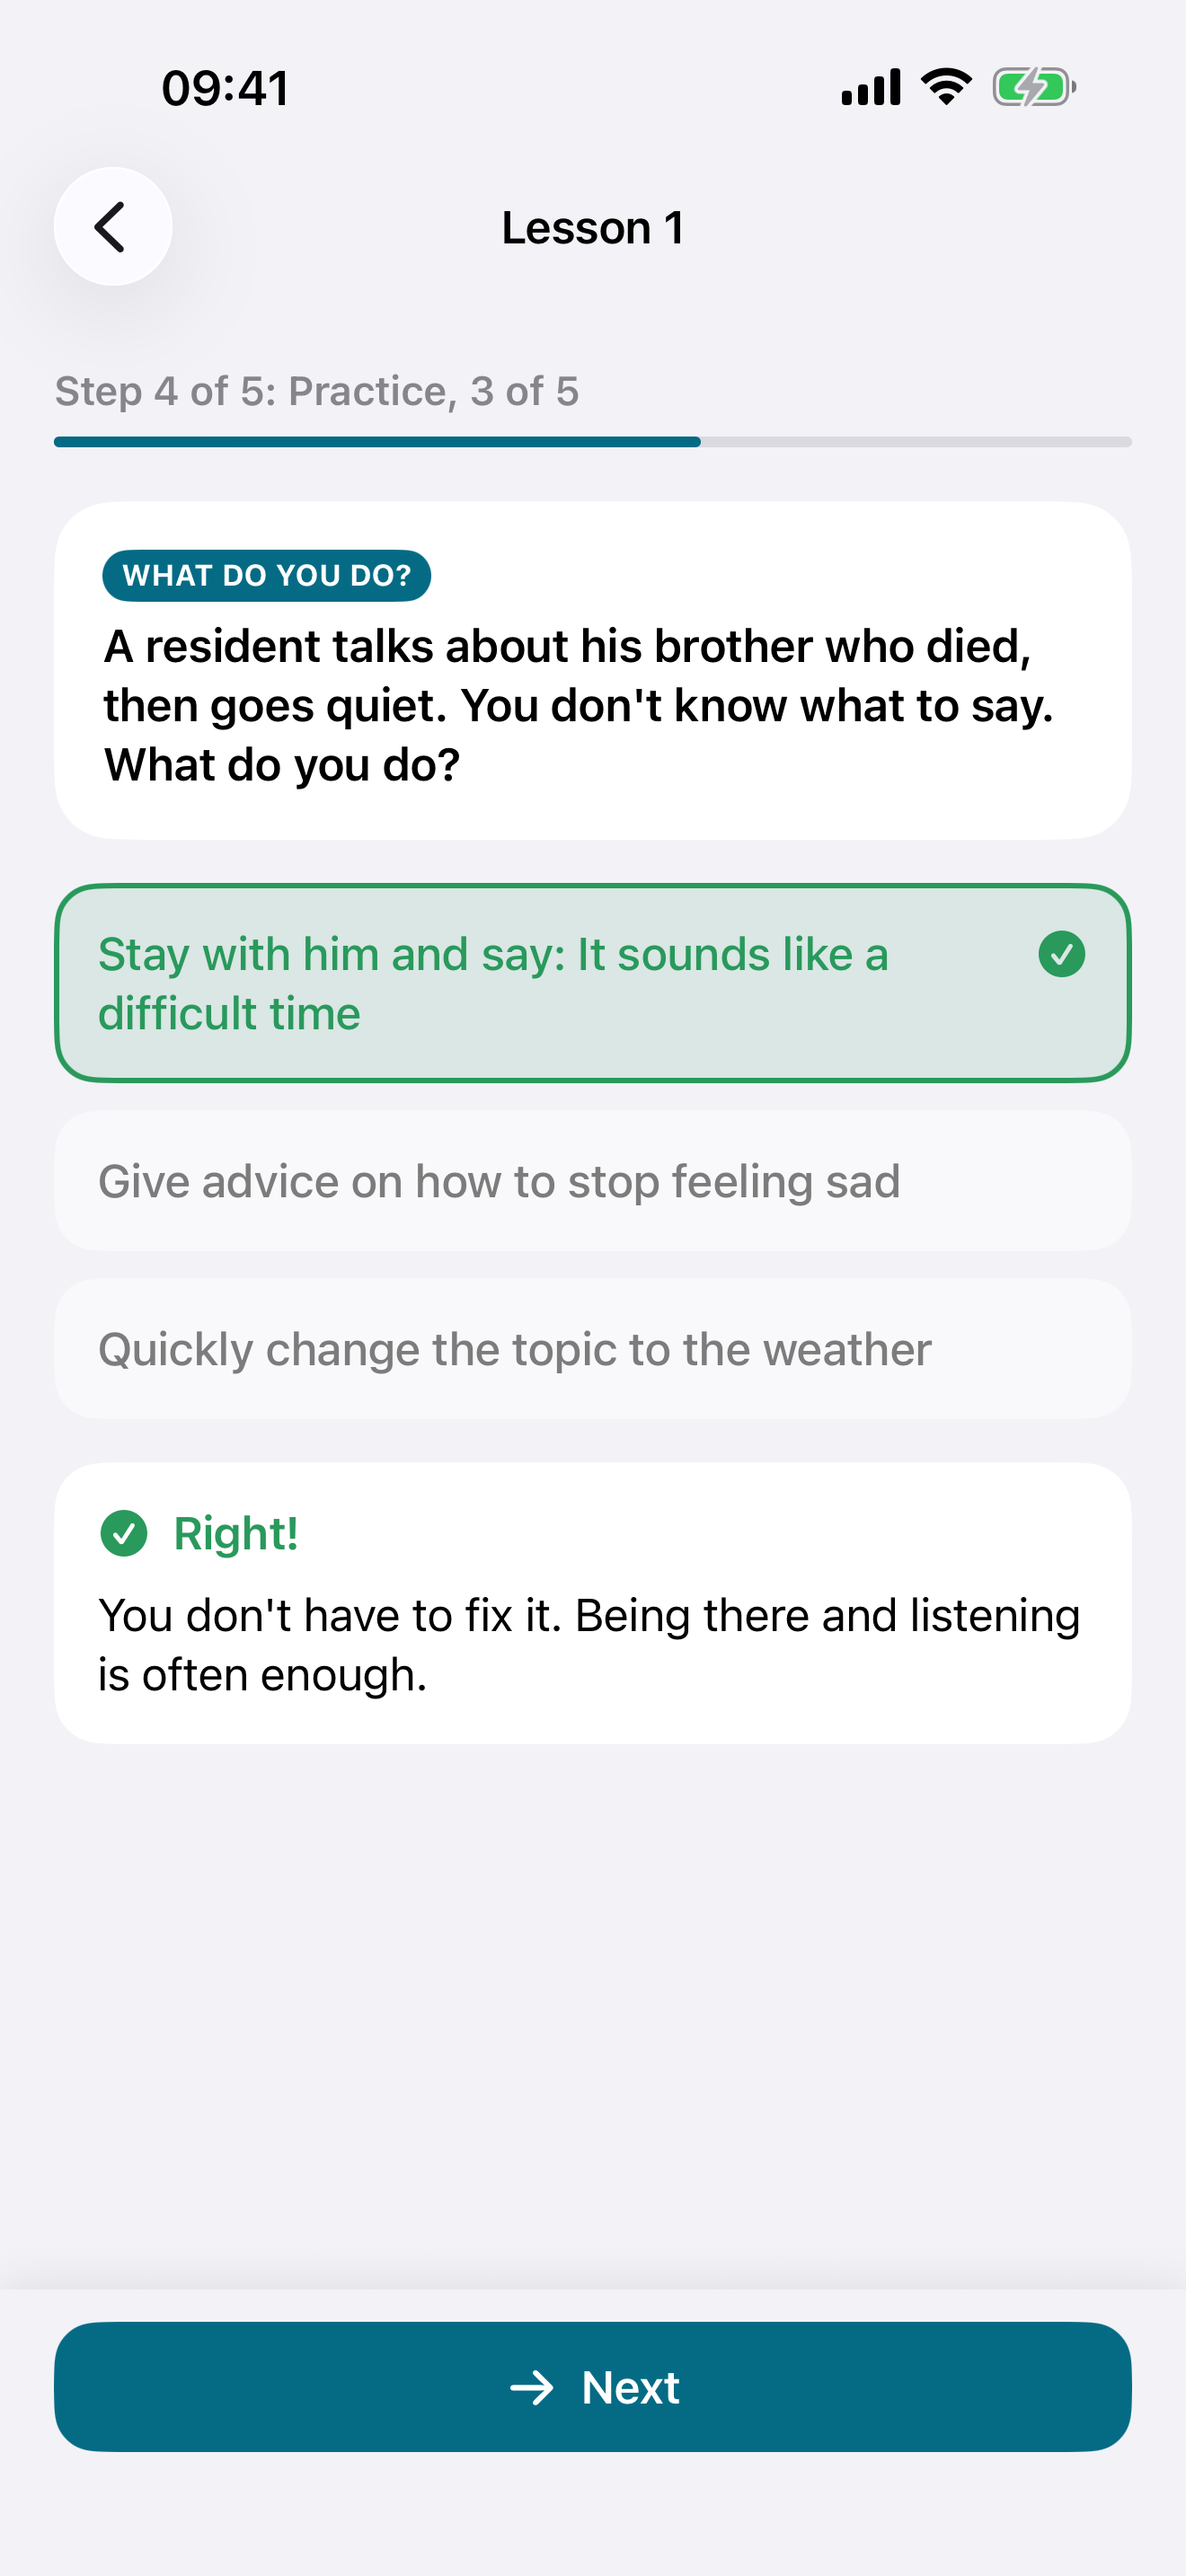 09:41
Lesson 1
Step 4 of 5: Practice, 3 of 5
WHAT DO YOU DO?
A resident talks about his brother who died,
then goes quiet. You don't know what to say.
What do you do?
Stay with him and say: It sounds like a
difficult time
Give advice on how to stop feeling sad
Quickly change the topic to the weather
Right!
You don't have to fix it. Being there and listening
is often enough.
Next